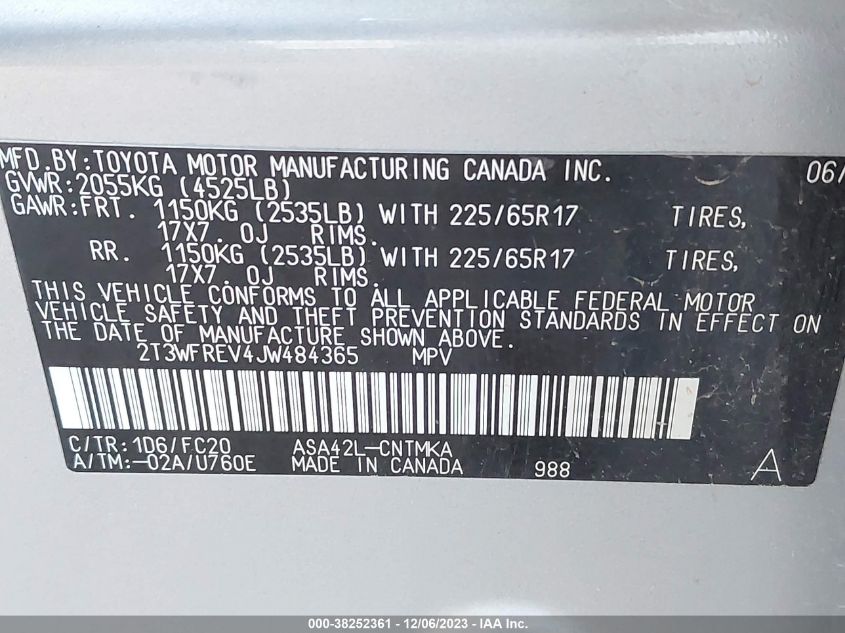 MFD.BY:TOYOTA MOTOR MANUFACTURING CANADA INC. 06/
GVWR:2055KG (4525LB)
GAWR:FRT. 1150KG (2535LB) WITH 225/65R17 TIRES,
17X7.0J RIMS.
RR. 1150KG (2535LB) WITH 225/65R17 TIRES,
17X7.0J RIMS.
THIS VEHICLE CONFORMS TO ALL APPLICABLE FEDERAL MOTOR
VEHICLE SAFETY AND THEFT PREVENTION STANDARDS IN EFFECT ON
THE DATE OF MANUFACTURE SHOWN ABOVE.
2T3WFREV4JW484365 MPV
C/TR:1D6/FC20 ASA42L-CNTMKA
A/TM:-02A/U760E MADE IN CANADA 988 A
000-38252361 - 12/06/2023 - IAA Inc.